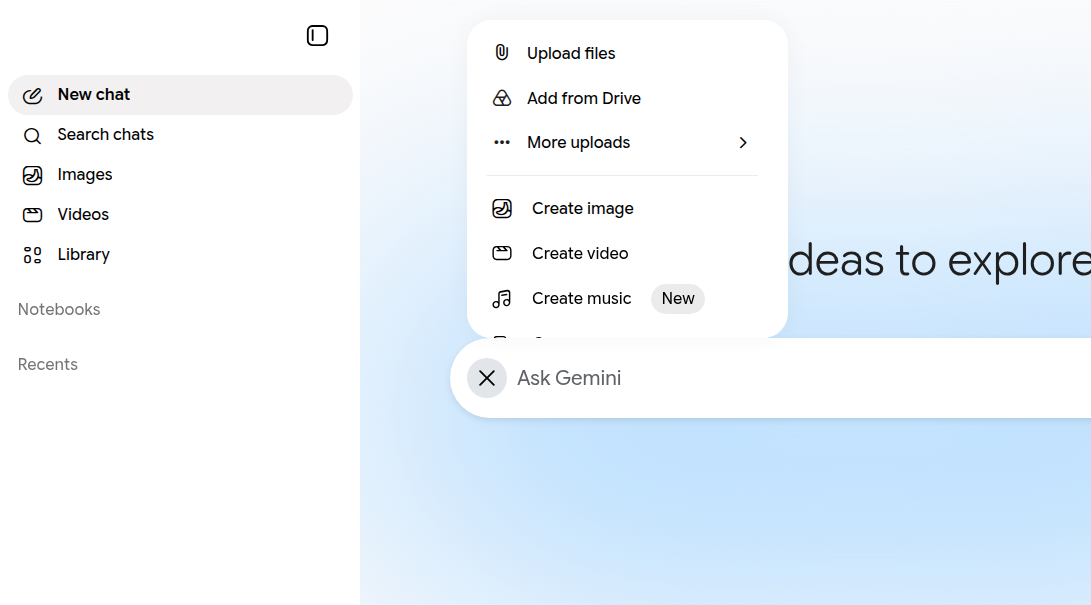 New chat
Search chats
Images
Videos
Library
Notebooks
Recents
Upload files
Add from Drive
More uploads
Create image
Create video
Create music New
deas to explore
Ask Gemini